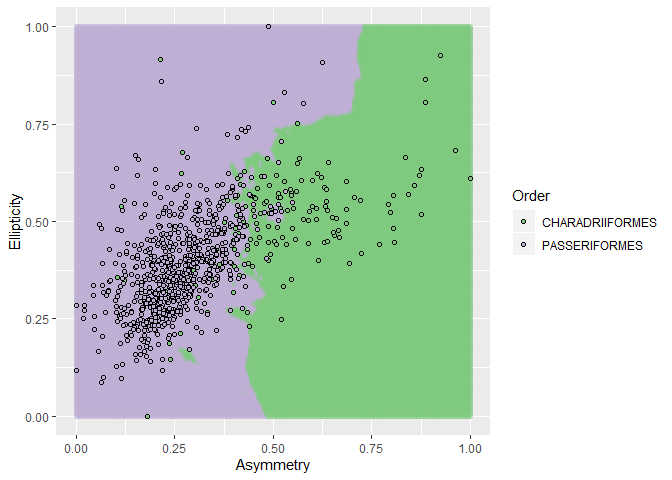 1.00
0.75
0.50
0.25
0.00
Ellipticity
0.00 0.25 0.50 0.75 1.00
Asymmetry
Order
CHARADRIIFORMES
PASSERIFORMES